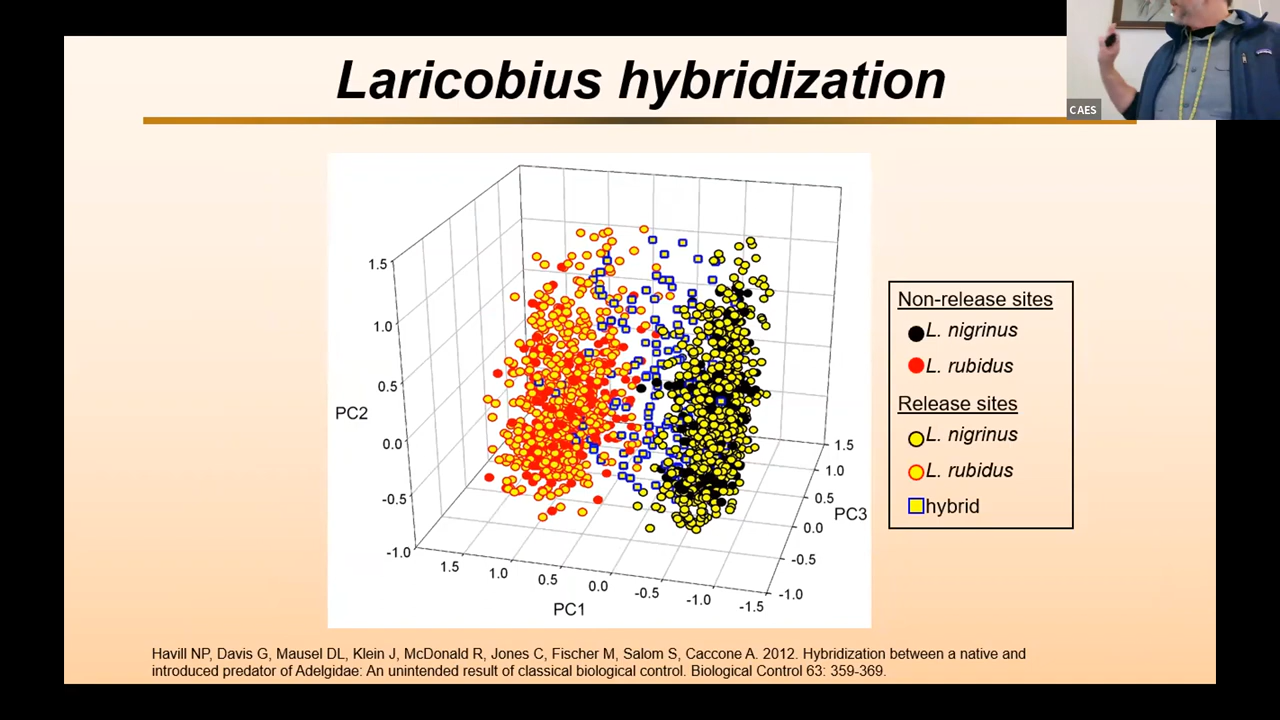 Laricobius hybridization
CAES
1.5
1.0
0.5
PC2
0.0
-0.5
-1.0
1.5
1.0
0.5
0.0
-0.5
-1.0
-1.5
PC1
1.5
1.0
0.5
PC3
0.0
-0.5
-1.0
Non-release sites
L. nigrinus
L. rubidus
Release sites
L. nigrinus
L. rubidus
hybrid
Havill NP, Davis G, Mausel DL, Klein J, McDonald R, Jones C, Fischer M, Salom S, Caccone A. 2012. Hybridization between a native and
introduced predator of Adelgidae: An unintended result of classical biological control. Biological Control 63: 359-369.